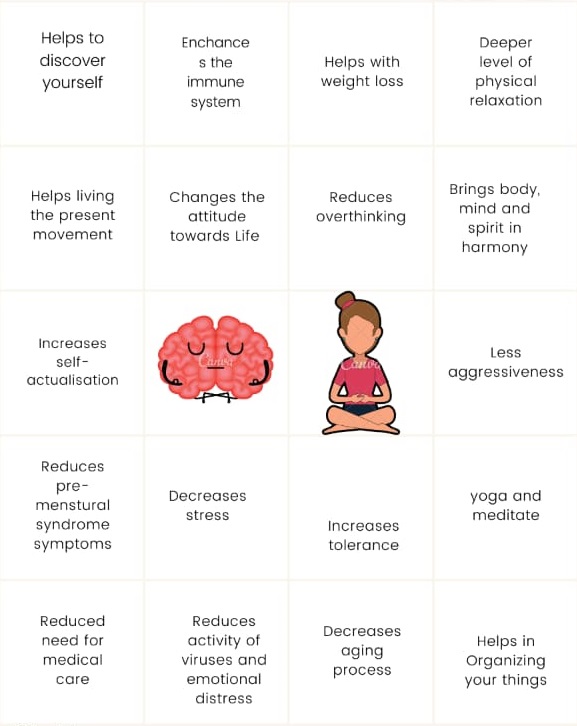 Helps to
discover
yourself
Enchance
s the
immune
system
Helps with
weight loss
Deeper
level of
physical
relaxation
Helps living
the present
movement
Changes the
attitude
towards Life
Reduces
overthinking
Brings body,
mind and
spirit in
harmony
Increases
self-
actualisation
Canva
Canva
Less
aggressiveness
Reduces
pre-
menstural
syndrome
symptoms
Decreases
stress
Increases
tolerance
yoga and
meditate
Reduced
need for
medical
care
Reduces
activity of
viruses and
emotional
distress
Decreases
aging
process
Helps in
Organizing
your things